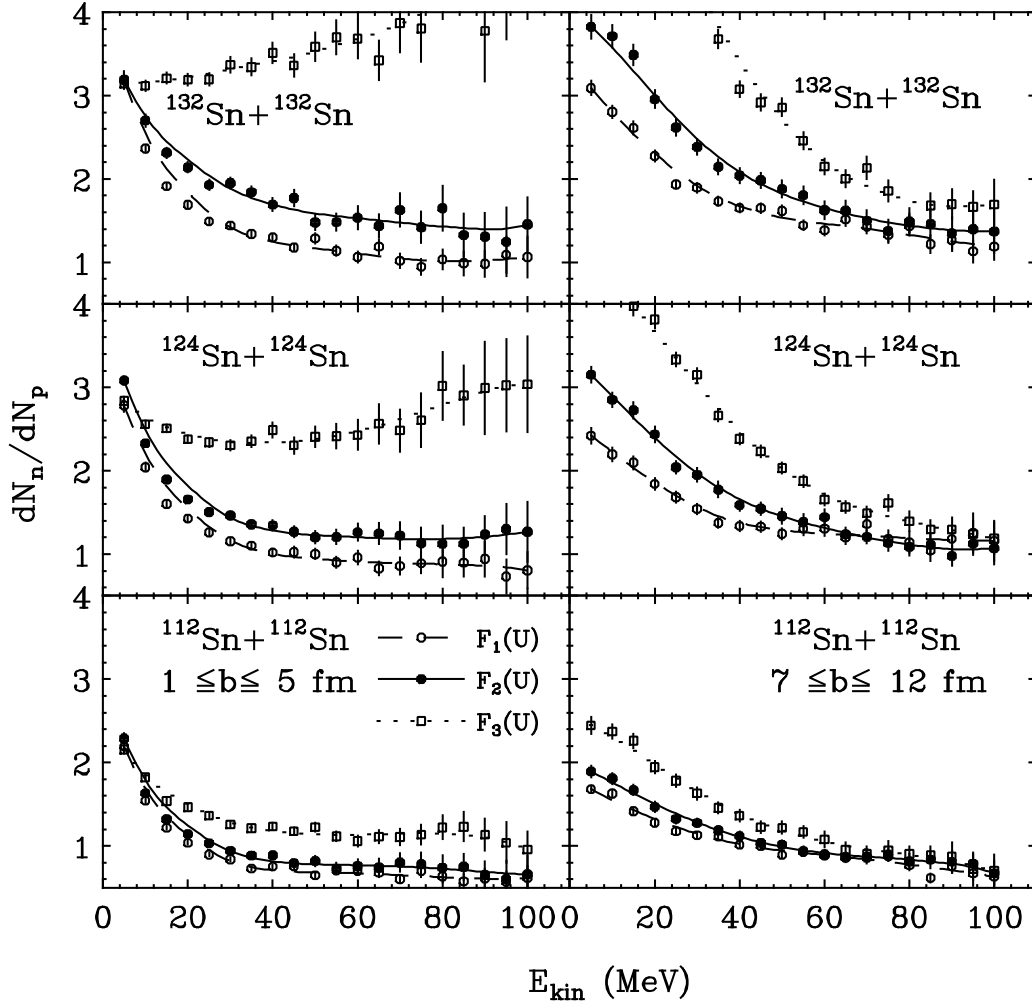 4
3
2
1
¹³²Sn+¹³²Sn
¹³²Sn+¹³²Sn
4
3
2
1
¹²⁴Sn+¹²⁴Sn
¹²⁴Sn+¹²⁴Sn
dNₙ/dNₚ
4
3
2
1
¹¹²Sn+¹¹²Sn
1 ≦b≦ 5 fm
F₁(U)
F₂(U)
F₃(U)
¹¹²Sn+¹¹²Sn
7 ≦b≦ 12 fm
0 20 40 60 80 100 0 20 40 60 80 100
E_kin (MeV)